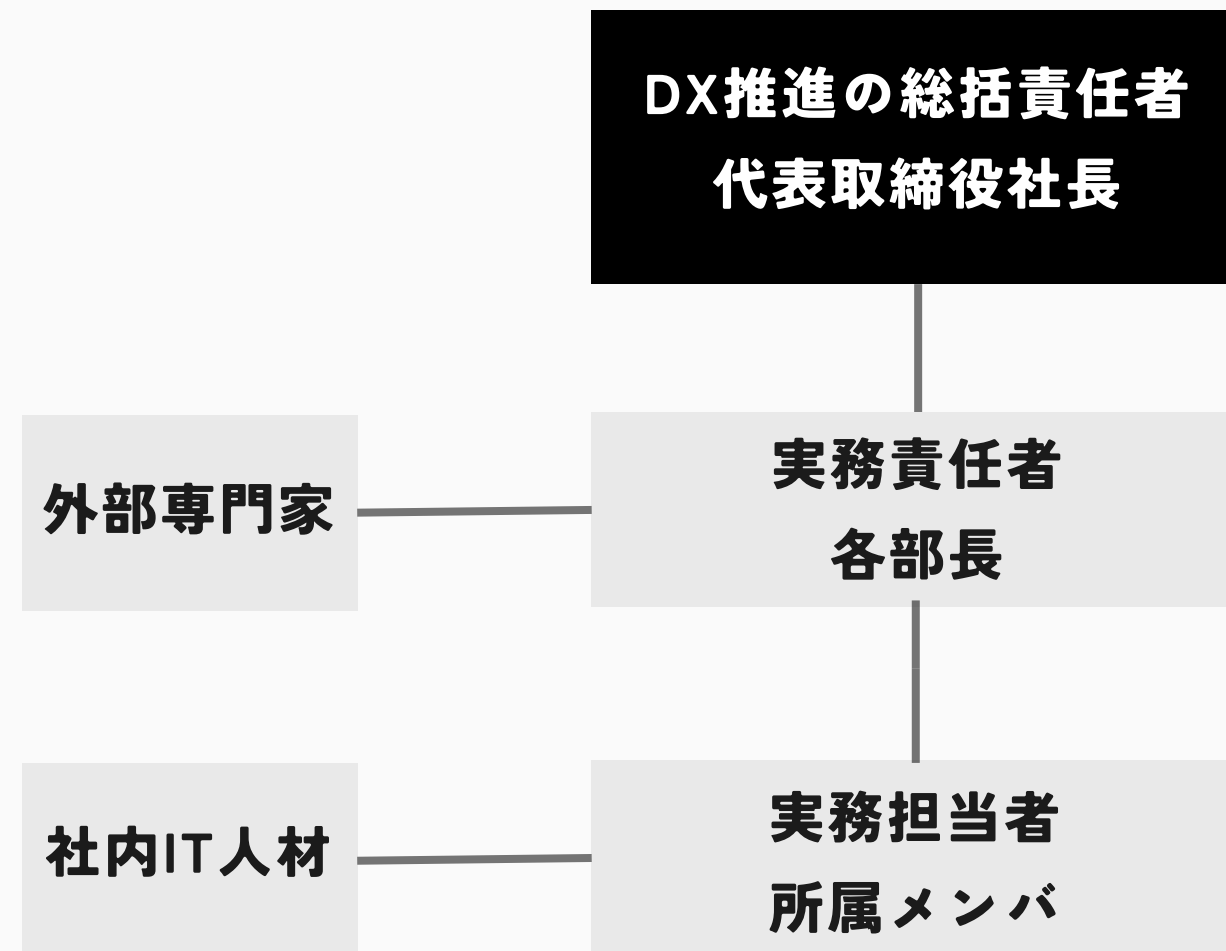 DX推進の総括責任者
代表取締役社長
外部専門家
実務責任者
各部長
社内IT人材
実務担当者
所属メンバ